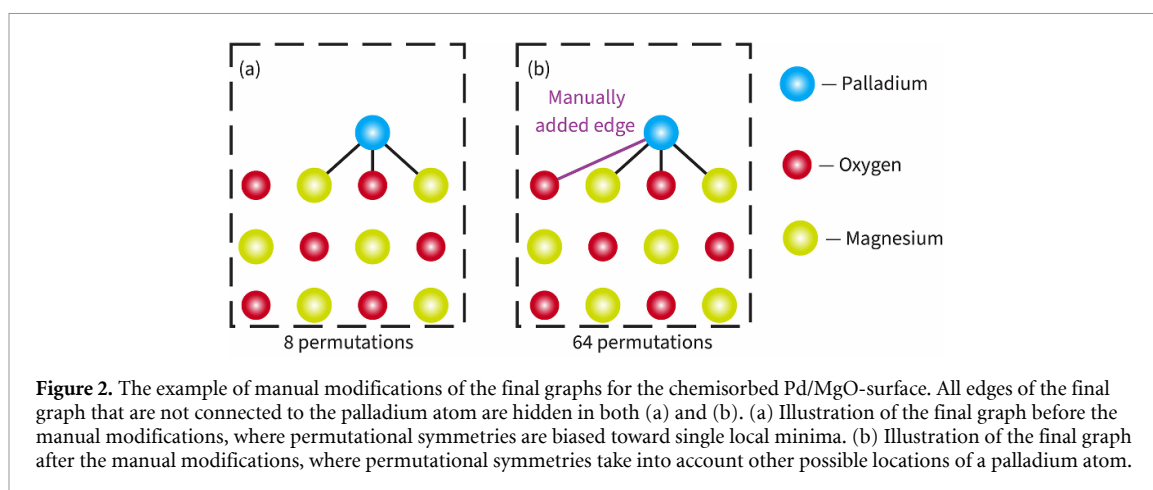 (a)
8 permutations
(b)
Manually
added edge
64 permutations
— Palladium
— Oxygen
— Magnesium
Figure 2. The example of manual modifications of the final graphs for the chemisorbed Pd/MgO-surface. All edges of the final
graph that are not connected to the palladium atom are hidden in both (a) and (b). (a) Illustration of the final graph before the
manual modifications, where permutational symmetries are biased toward single local minima. (b) Illustration of the final graph
after the manual modifications, where permutational symmetries take into account other possible locations of a palladium atom.